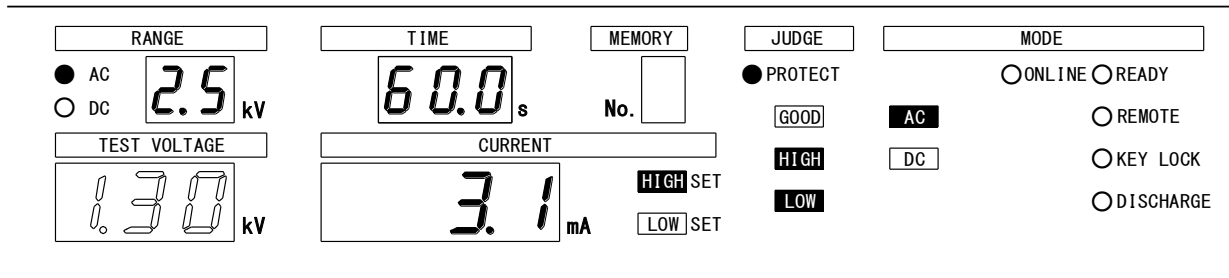 RANGE
TIME
MEMORY
JUDGE
MODE
AC
DC
2.5 kV
60.0 s
No.
PROTECT
ONLINE
READY
GOOD
AC
REMOTE
TEST VOLTAGE
CURRENT
HIGH
DC
KEY LOCK
1.30 kV
3.1 mA
HIGH SET
LOW SET
LOW
DISCHARGE